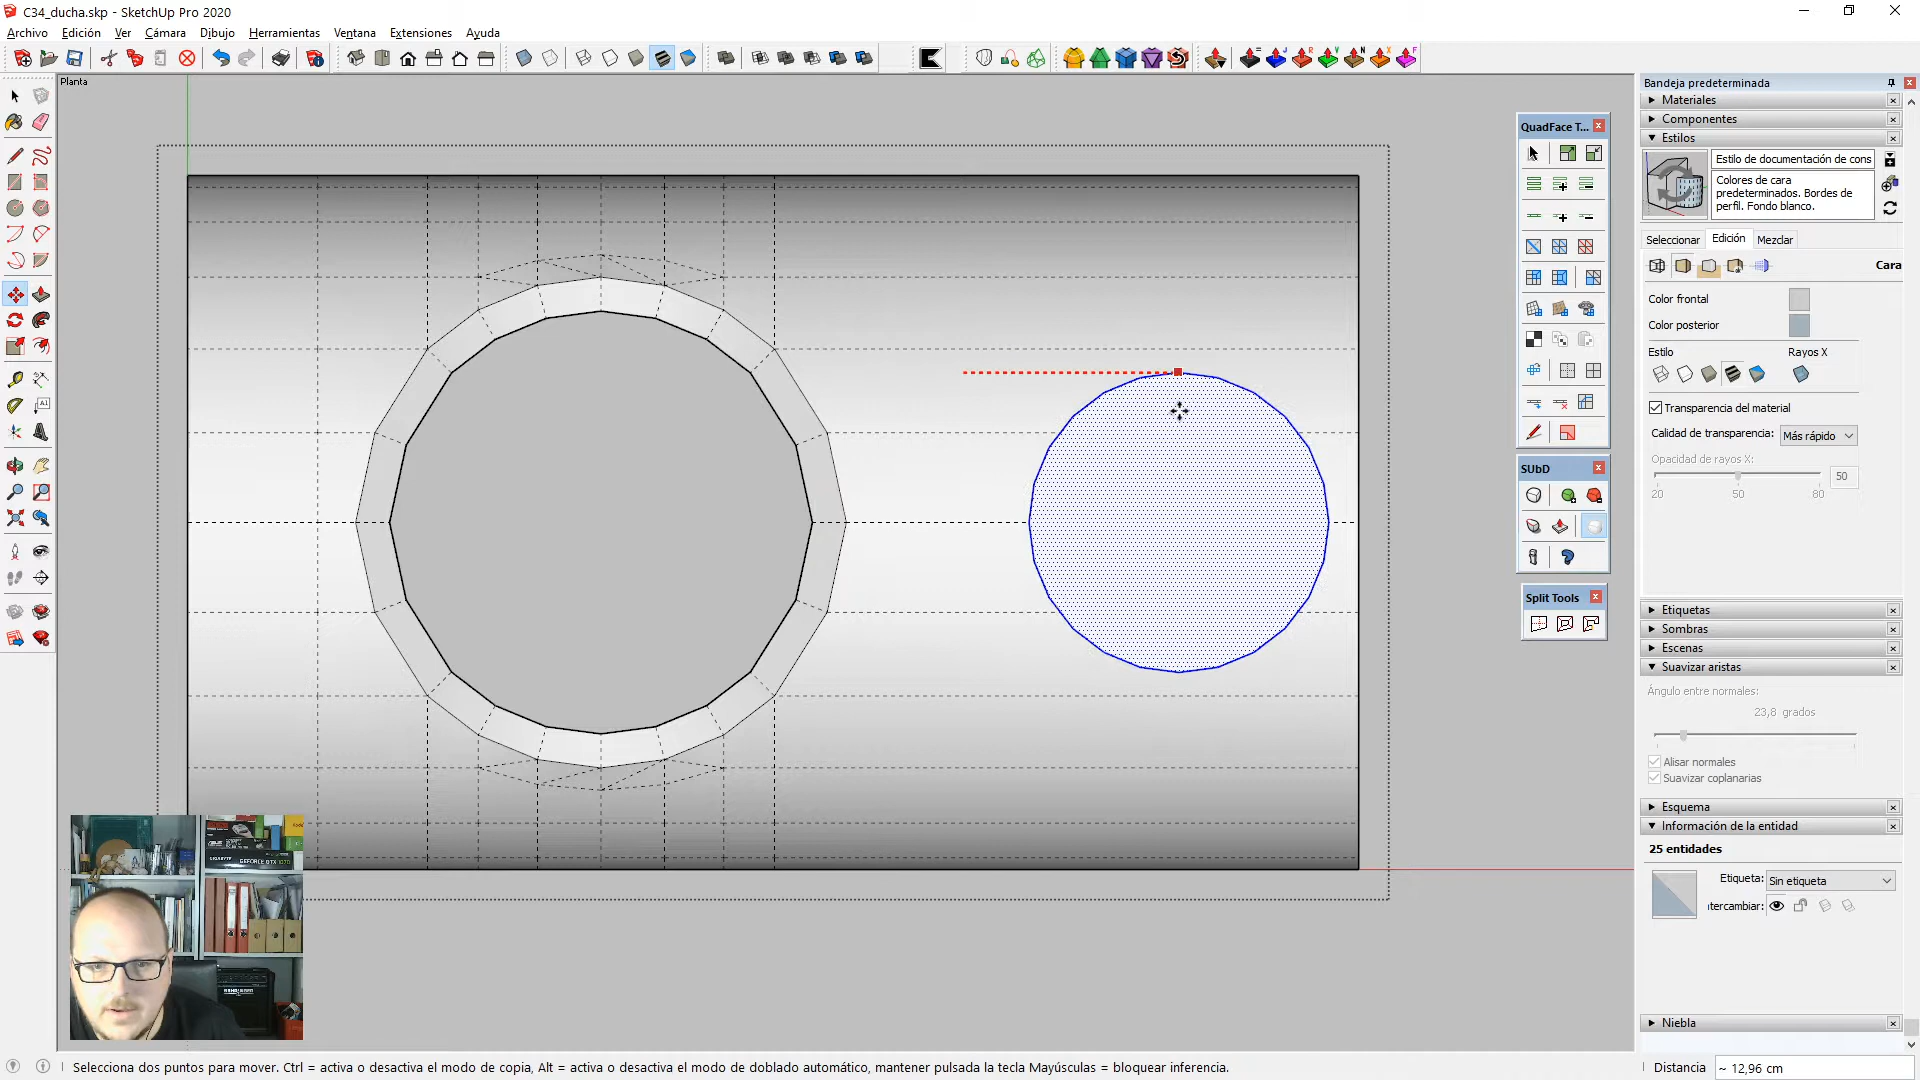 C34_ducha.skp - SketchUp Pro 2020
Archivo Edición Ver Cámara Dibujo Herramientas Ventana Extensiones Ayuda
Planta
Bandeja predeterminada
Materiales
Componentes
Estilos
Estilo de documentación de cons
Colores de cara
predeterminados. Bordes de
perfil. Fondo blanco.
Seleccionar Edición Mezclar
Cara
Color frontal
Color posterior
Estilo Rayos X
Transparencia del material
Calidad de transparencia: Más rápido
Opacidad de rayos X:
50
20 50 80
Etiquetas
Sombras
Escenas
Suavizar aristas
Ángulo entre normales:
23,8 grados
Alisar normales
Suavizar coplanarias
Esquema
Información de la entidad
25 entidades
Etiqueta: Sin etiqueta
ntercambiar:
Niebla
QuadFace T...
SUbD
Split Tools
GIGABYTE
GEFORCE GTX 1070
Selecciona dos puntos para mover. Ctrl = activa o desactiva el modo de copia, Alt = activa o desactiva el modo de doblado automático, mantener pulsada la tecla Mayúsculas = bloquear inferencia.
Distancia ~ 12,96 cm